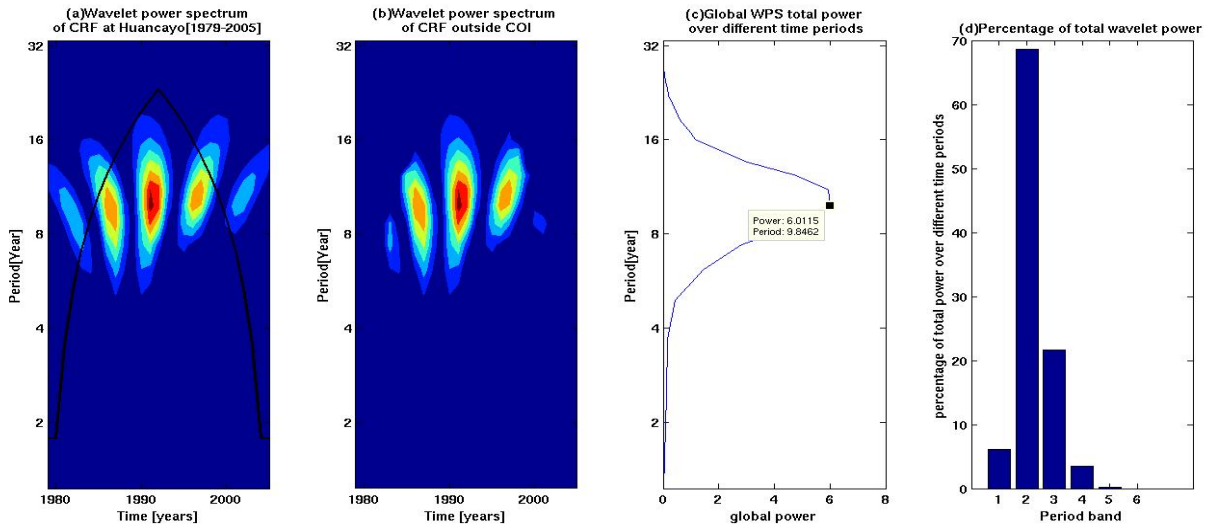 (a)Wavelet power spectrum
of CRF at Huancayo[1979-2005]
32
16
8
4
2
Period[Year]
1980
1990
2000
Time [years]
(b)Wavelet power spectrum
of CRF outside COI
32
16
8
4
2
Period[Year]
1980
1990
2000
Time [years]
(c)Global WPS total power
over different time periods
32
16
8
4
2
Period[year]
Power: 6.0115
Period: 9.8462
0
2
4
6
8
global power
(d)Percentage of total wavelet power
70
60
50
40
30
20
10
0
percentage of total power over different time periods
1
2
3
4
5
6
Period band